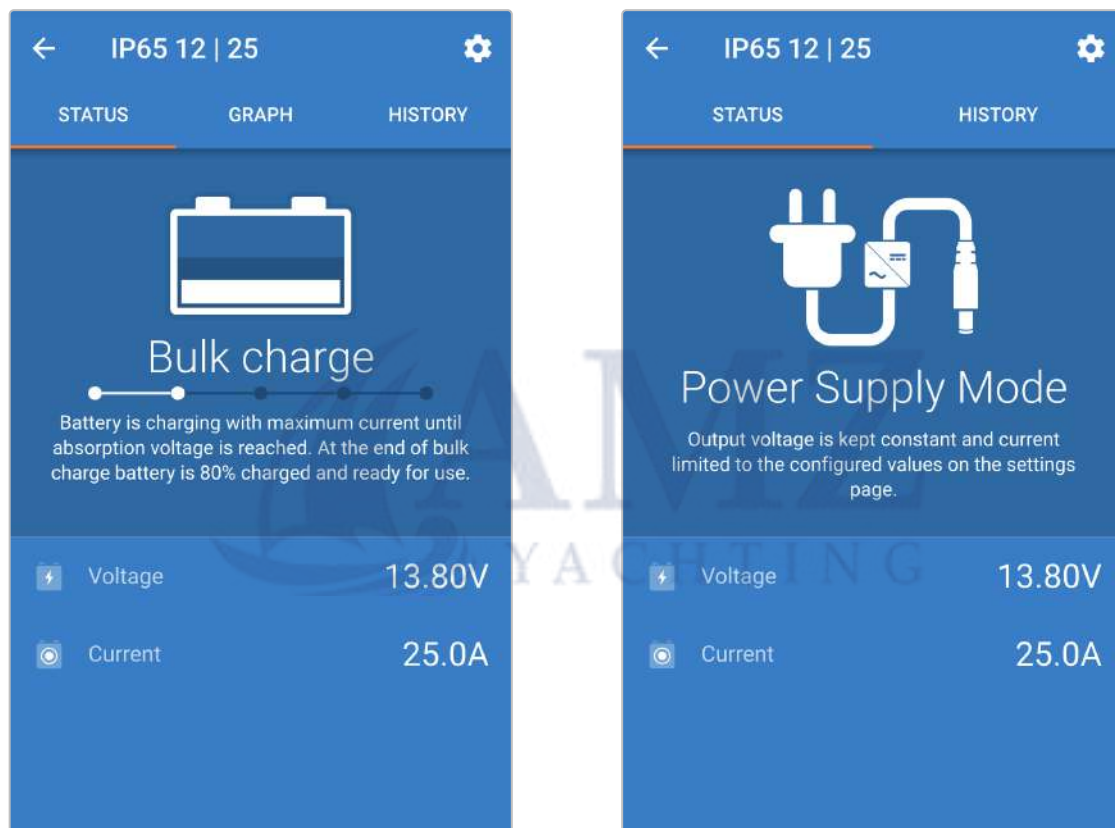 IP65 12 | 25
STATUS GRAPH HISTORY
Bulk charge
Battery is charging with maximum current until
absorption voltage is reached. At the end of bulk
charge battery is 80% charged and ready for use.
Voltage 13.80V
Current 25.0A
IP65 12 | 25
STATUS HISTORY
Power Supply Mode
Output voltage is kept constant and current
limited to the configured values on the settings
page.
Voltage 13.80V
Current 25.0A
AMZ
YACHTING